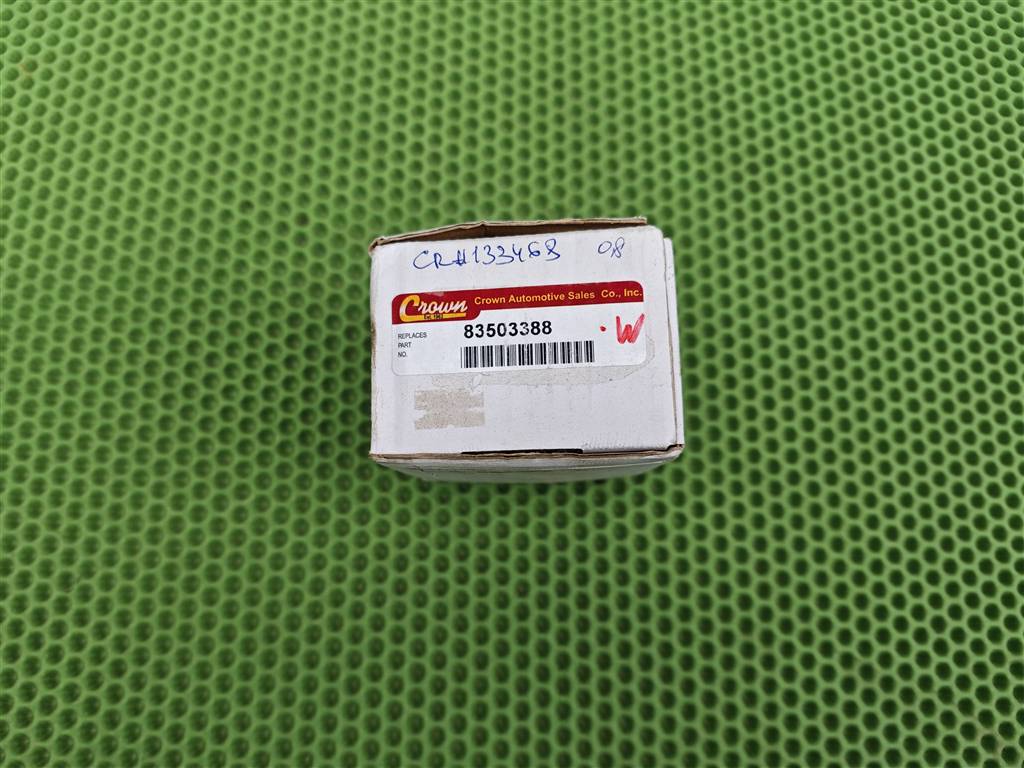 CR#133468 08
Crown Crown Automotive Sales Co., Inc.
REPLACES PART NO. 83503388
W